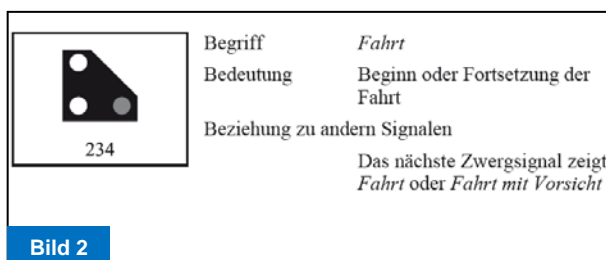 Begriff Fahrt
Bedeutung Beginn oder Fortsetzung der
Fahrt
Beziehung zu andern Signalen
Das nächste Zwergsignal zeigt
Fahrt oder Fahrt mit Vorsicht
234
Bild 2